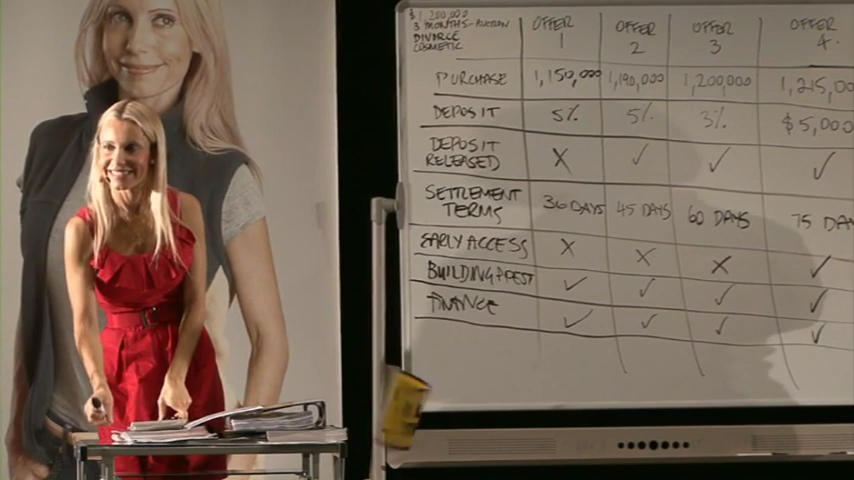 $1,200,000
3 MONTHS - AUCTION
DIVORCE
COSMETIC
OFFER 1 OFFER 2 OFFER 3 OFFER 4
PURCHASE 1,150,000 1,190,000 1,200,000 1,215,00
DEPOSIT 5% 5% 3% $5,000
DEPOSIT RELEASED X ✓ ✓ ✓
SETTLEMENT TERMS 30 DAYS 45 DAYS 60 DAYS 75 DAY
EARLY ACCESS X X X ✓
BUILDING + PEST ✓ ✓ ✓ ✓
FINANCE ✓ ✓ ✓ ✓